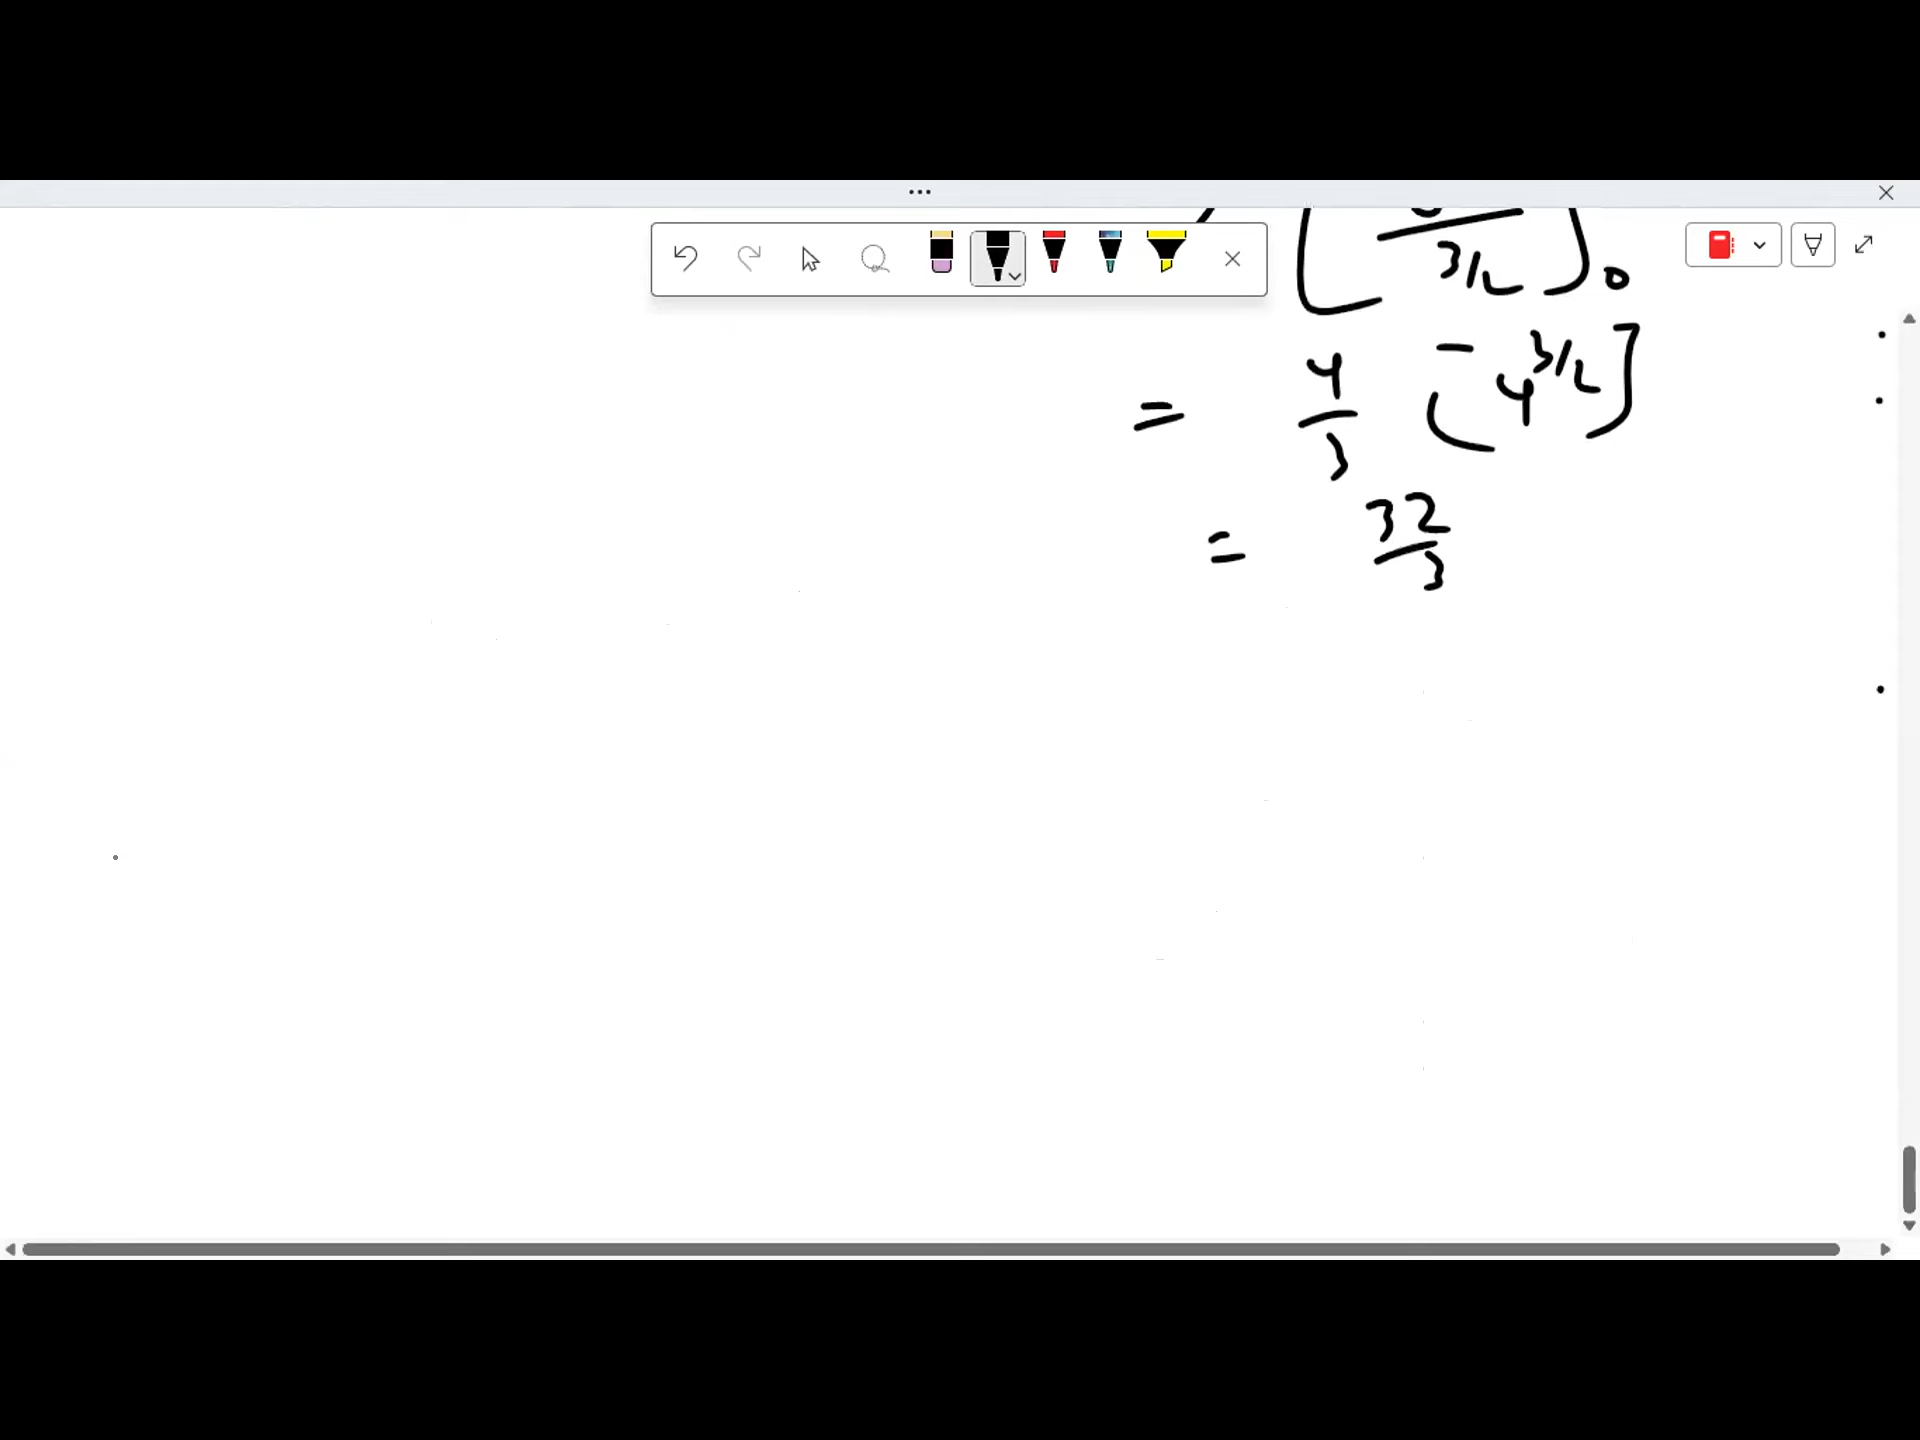 3/2 ] 0
= 4/3 [ - 4^{3/2} ]
= 32/3